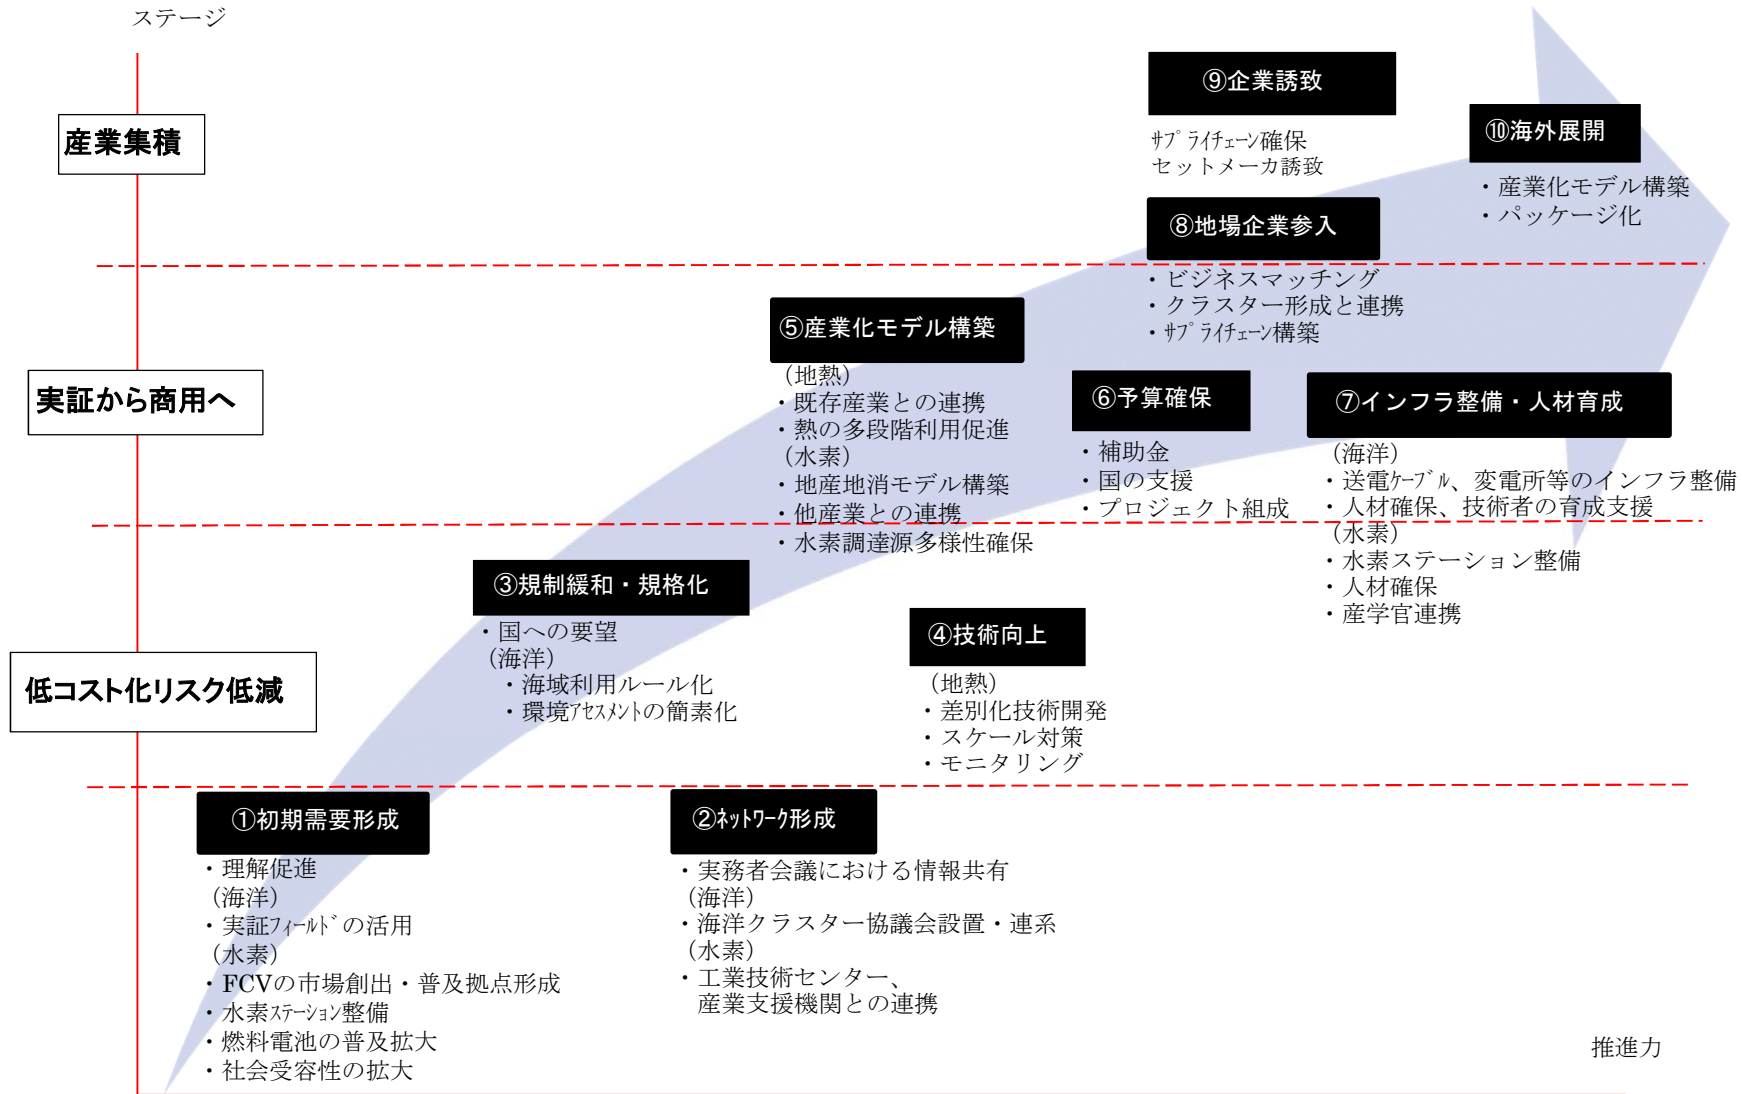 ステージ
産業集積
⑨企業誘致
サプライチェーン確保
セットメーカ誘致
⑩海外展開
・産業化モデル構築
・パッケージ化
⑧地場企業参入
・ビジネスマッチング
・クラスター形成と連携
・サプライチェーン構築
実証から商用へ
⑤産業化モデル構築
（地熱）
・既存産業との連携
・熱の多段階利用促進
（水素）
・地産地消モデル構築
・他産業との連携
・水素調達源多様性確保
⑥予算確保
・補助金
・国の支援
・プロジェクト組成
⑦インフラ整備・人材育成
（海洋）
・送電ケーブル、変電所等のインフラ整備
・人材確保、技術者の育成支援
（水素）
・水素ステーション整備
・人材確保
・産学官連携
低コスト化リスク低減
③規制緩和・規格化
・国への要望
（海洋）
・海域利用ルール化
・環境アセスメントの簡素化
④技術向上
（地熱）
・差別化技術開発
・スケール対策
・モニタリング
①初期需要形成
・理解促進
（海洋）
・実証フィールドの活用
（水素）
・FCVの市場創出・普及拠点形成
・水素ステーション整備
・燃料電池の普及拡大
・社会受容性の拡大
②ネットワーク形成
・実務者会議における情報共有
（海洋）
・海洋クラスター協議会設置・連系
（水素）
・工業技術センター、
産業支援機関との連携
推進力